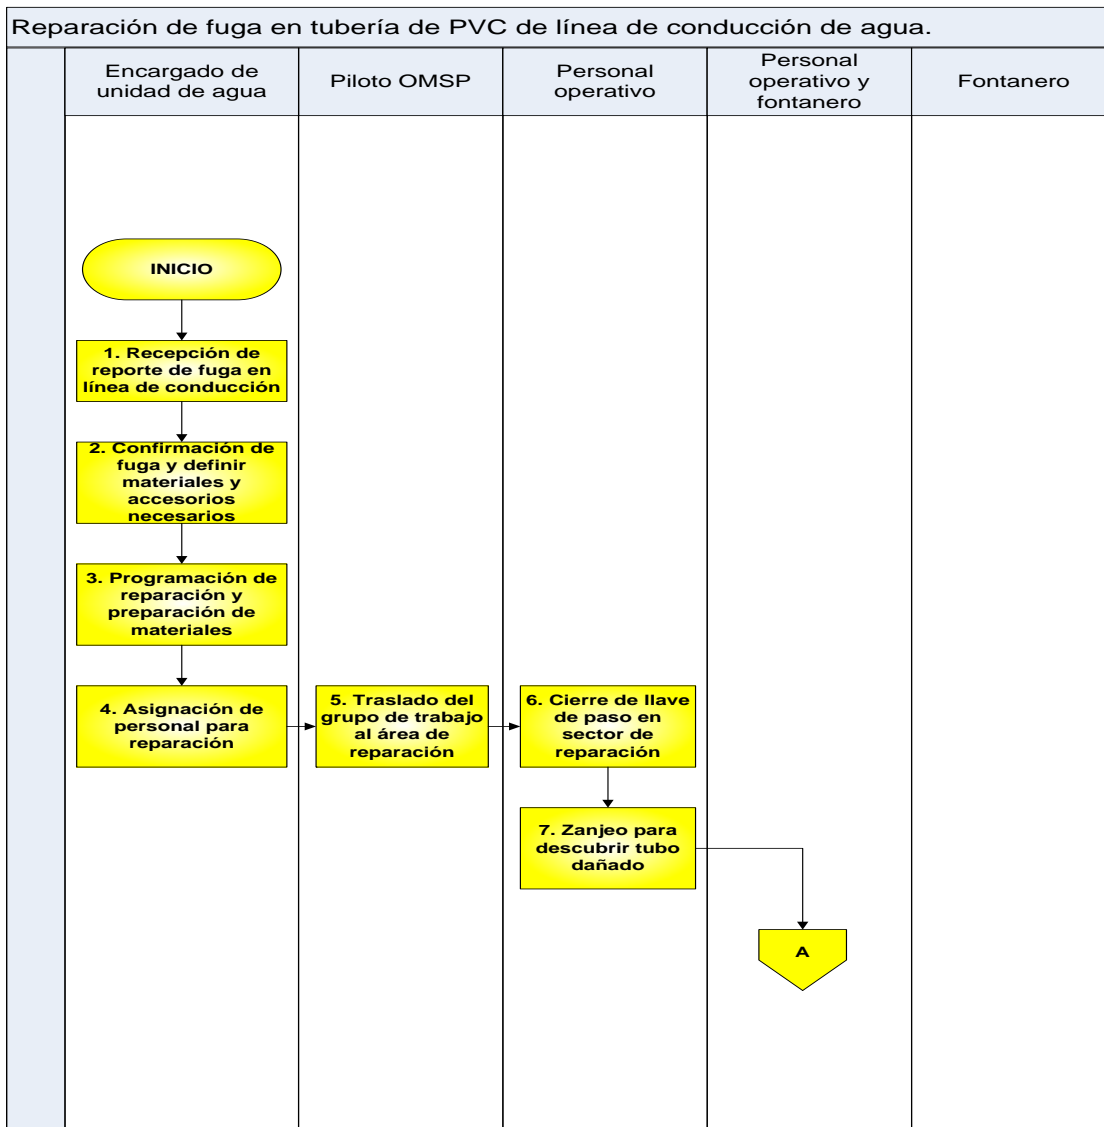 Reparación de fuga en tubería de PVC de línea de conducción de agua.
Encargado de
unidad de agua
Piloto OMSP
Personal
operativo
Personal
operativo y
fontanero
Fontanero
INICIO
1. Recepción de
reporte de fuga en
línea de conducción
2. Confirmación de
fuga y definir
materiales y
accesorios
necesarios
3. Programación de
reparación y
preparación de
materiales
4. Asignación de
personal para
reparación
5. Traslado del
grupo de trabajo
al área de
reparación
6. Cierre de llave
de paso en
sector de
reparación
7. Zanjeo para
descubrir tubo
dañado
A